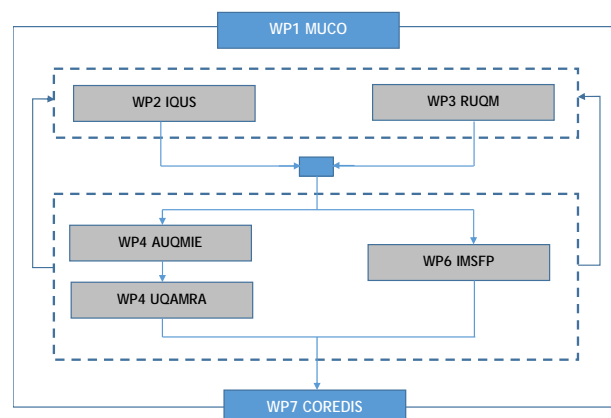 WP1 MUCO
WP2 IQUS
WP3 RUQM
WP4 AUQMIE
WP6 IMSFP
WP4 UQAMRA
WP7 COREDIS